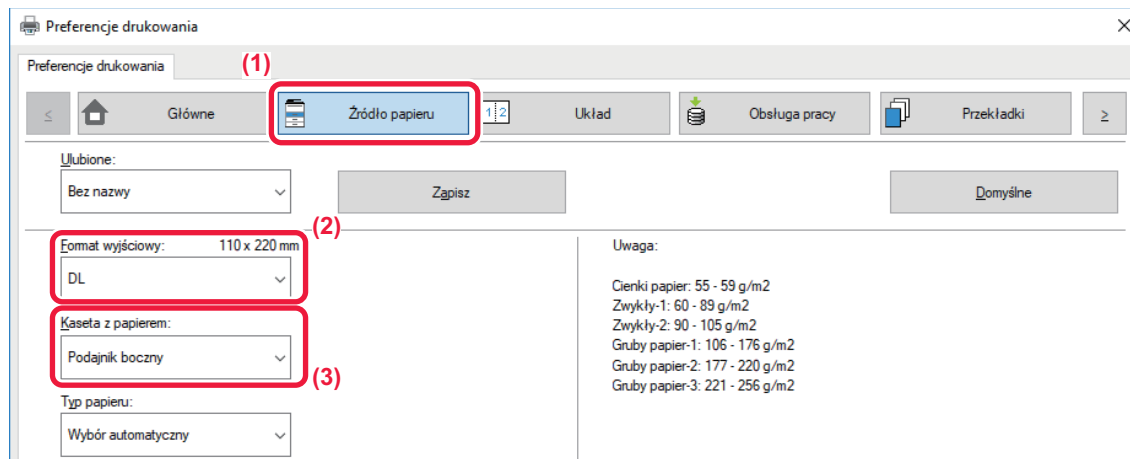 Preferencje drukowania
Preferencje drukowania
(1)
<
Główne
Źródło papieru
1 2
Układ
Obsługa pracy
Przekładki
>
Ulubione:
Bez nazwy
Zapisz
Domyślne
(2)
Format wyjściowy: 110 x 220 mm
DL
Kaseta z papierem:
Podajnik boczny
(3)
Typ papieru:
Wybór automatyczny
Uwaga:
Cienki papier: 55 - 59 g/m2
Zwykły-1: 60 - 89 g/m2
Zwykły-2: 90 - 105 g/m2
Gruby papier-1: 106 - 176 g/m2
Gruby papier-2: 177 - 220 g/m2
Gruby papier-3: 221 - 256 g/m2